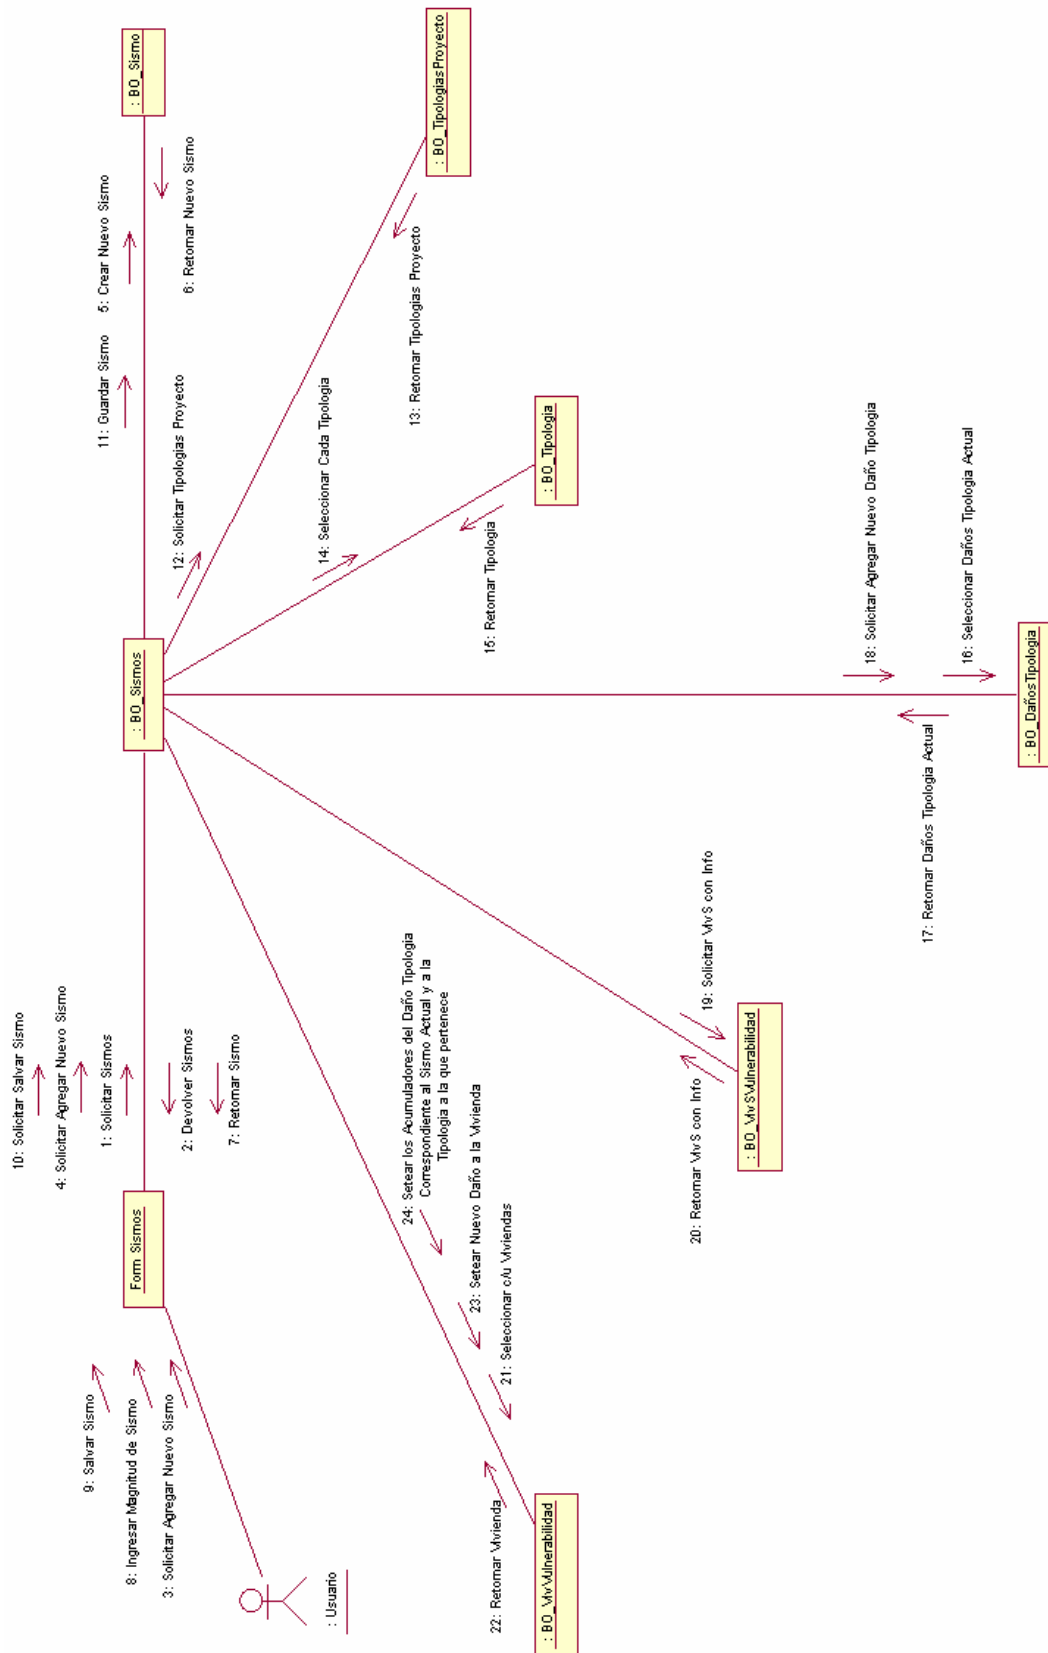 : BO_Sismo
5: Crear Nuevo Sismo
6: Retornar Nuevo Sismo
11: Guardar Sismo
: BO_TipologiasProyecto
12: Solicitar Tipologias Proyecto
13: Retornar Tipologias Proyecto
: BO_Tipologia
14: Seleccionar Cada Tipologia
15: Retornar Tipologia
: BO_Sismos
18: Solicitar Agregar Nuevo Daño Tipologia
16: Seleccionar Daños Tipologia Actual
17: Retornar Daños Tipologia Actual
: BO_DañosTipologia
10: Solicitar Salvar Sismo
4: Solicitar Agregar Nuevo Sismo
1: Solicitar Sismos
2: Devolver Sismos
7: Retornar Sismo
19: Solicitar VivS con Info
20: Retornar VivS con Info
: BO_VivSVulnerabilidad
24: Setear los Acumuladores del Daño Tipologia
Correspondiente al Sismo Actual y a la
Tipologia a la que pertenece
23: Setear Nuevo Daño a la Vivienda
21: Seleccionar c/u Viviendas
22: Retornar Vivienda
: BO_VivVulnerabilidad
Form Sismos
9: Salvar Sismo
8: Ingresar Magnitud de Sismo
3: Solicitar Agregar Nuevo Sismo
: Usuario